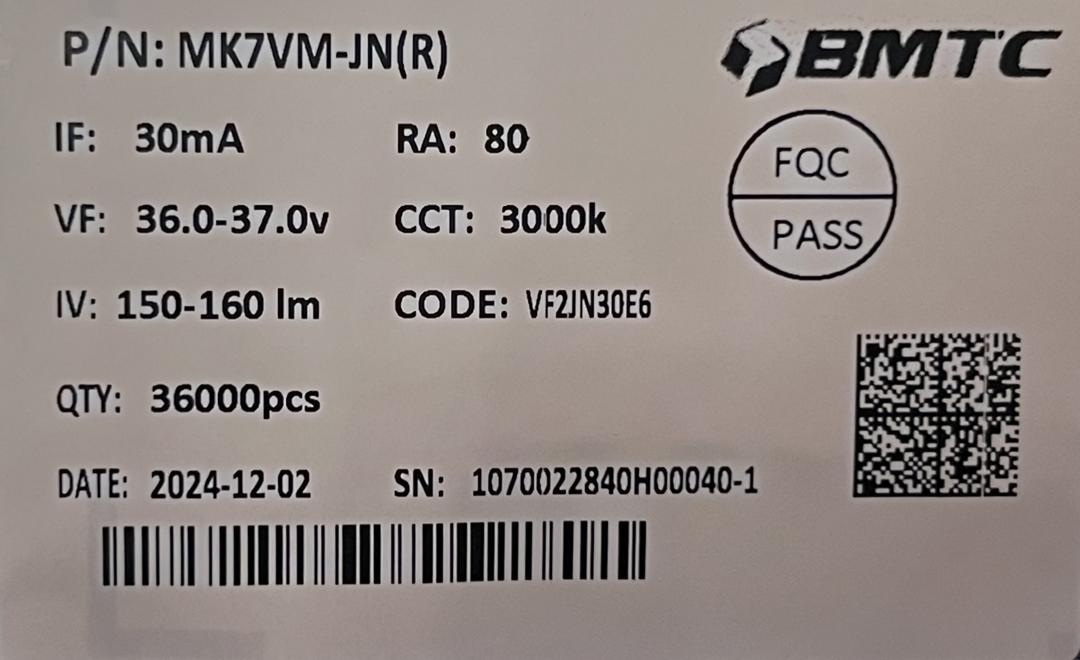 P/N: MK7VM-JN(R)
BMTC
IF: 30mA RA: 80
FQC
PASS
VF: 36.0-37.0v CCT: 3000k
IV: 150-160 lm CODE: VF2JN30E6
QTY: 36000pcs
DATE: 2024-12-02 SN: 1070022840H00040-1